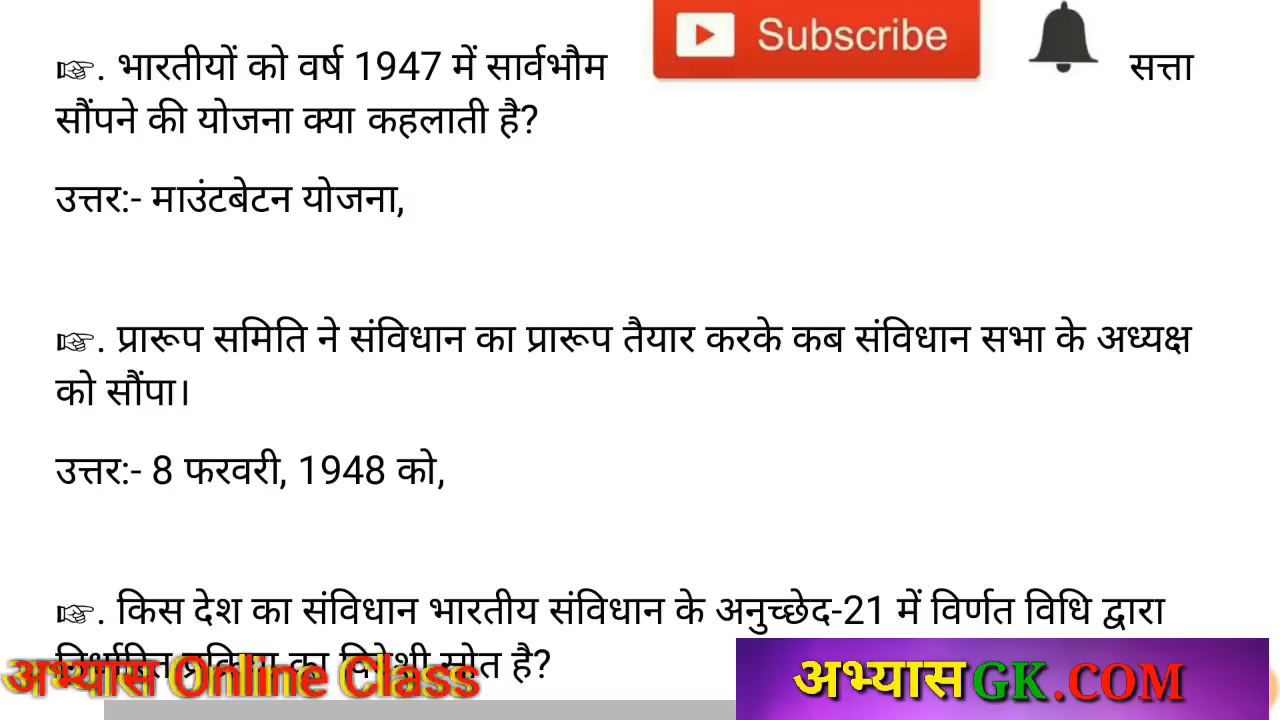 Subscribe
☞. भारतीयों को वर्ष 1947 में सार्वभौम सत्ता
सौंपने की योजना क्या कहलाती है?
उत्तर:- माउंटबेटन योजना,
☞. प्रारूप समिति ने संविधान का प्रारूप तैयार करके कब संविधान सभा के अध्यक्ष
को सौंपा।
उत्तर:- 8 फरवरी, 1948 को,
☞. किस देश का संविधान भारतीय संविधान के अनुच्छेद-21 में विर्णत विधि द्वारा
निर्धारित प्रक्रिया का विदेशी स्रोत है?
अभ्यास Online Class
अभ्यासGK.COM